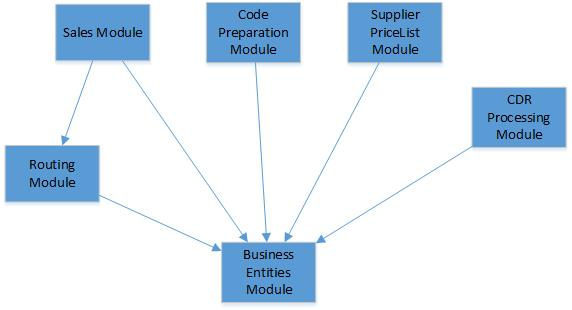 Sales Module
Code
Preparation
Module
Supplier
PriceList
Module
CDR
Processing
Module
Routing
Module
Business
Entities
Module